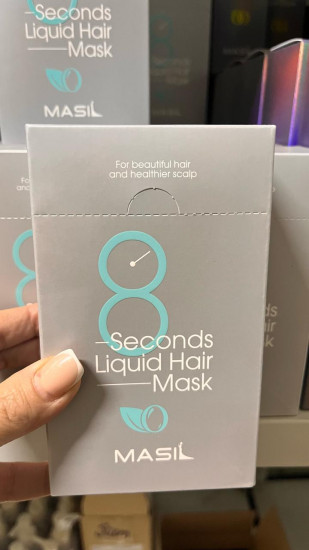 Seconds
Liquid Hair
Mask
MASIL
For beautiful hair
and healthier scalp
8
Seconds
Liquid Hair
Mask
MASIL